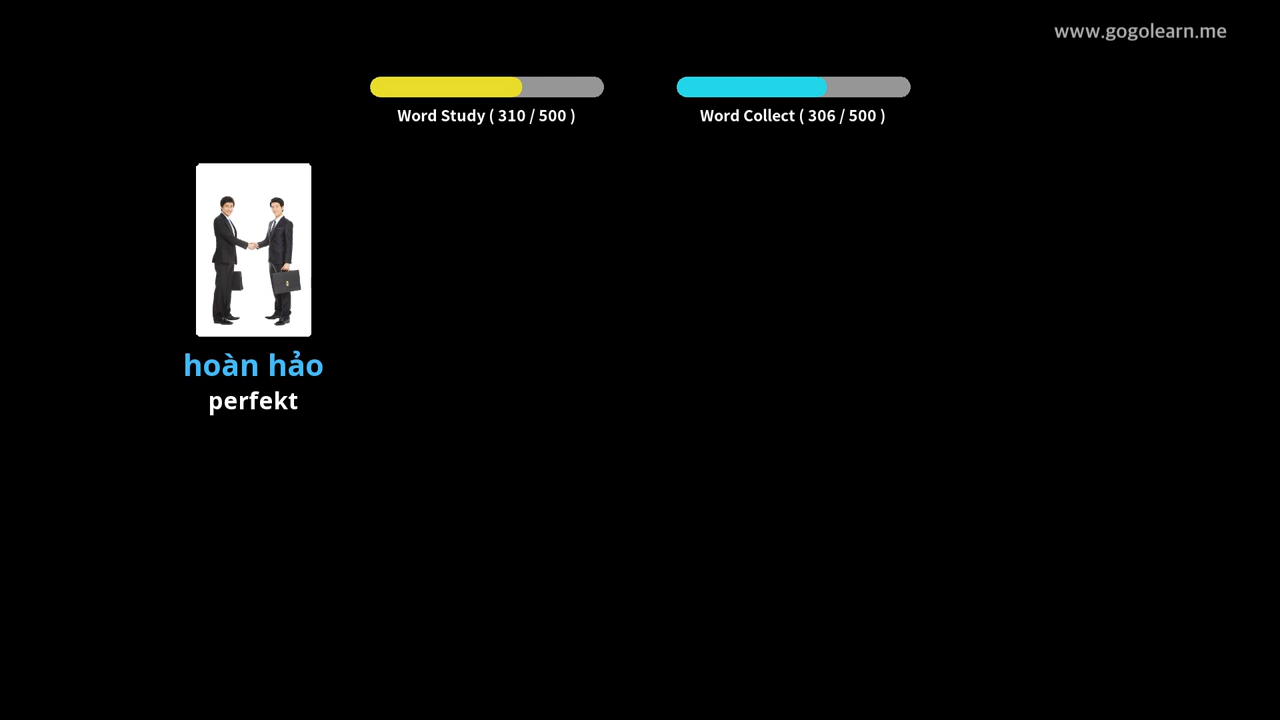 www.gogolearn.me
Word Study ( 310 / 500 )
Word Collect ( 306 / 500 )
hoàn hảo
perfekt